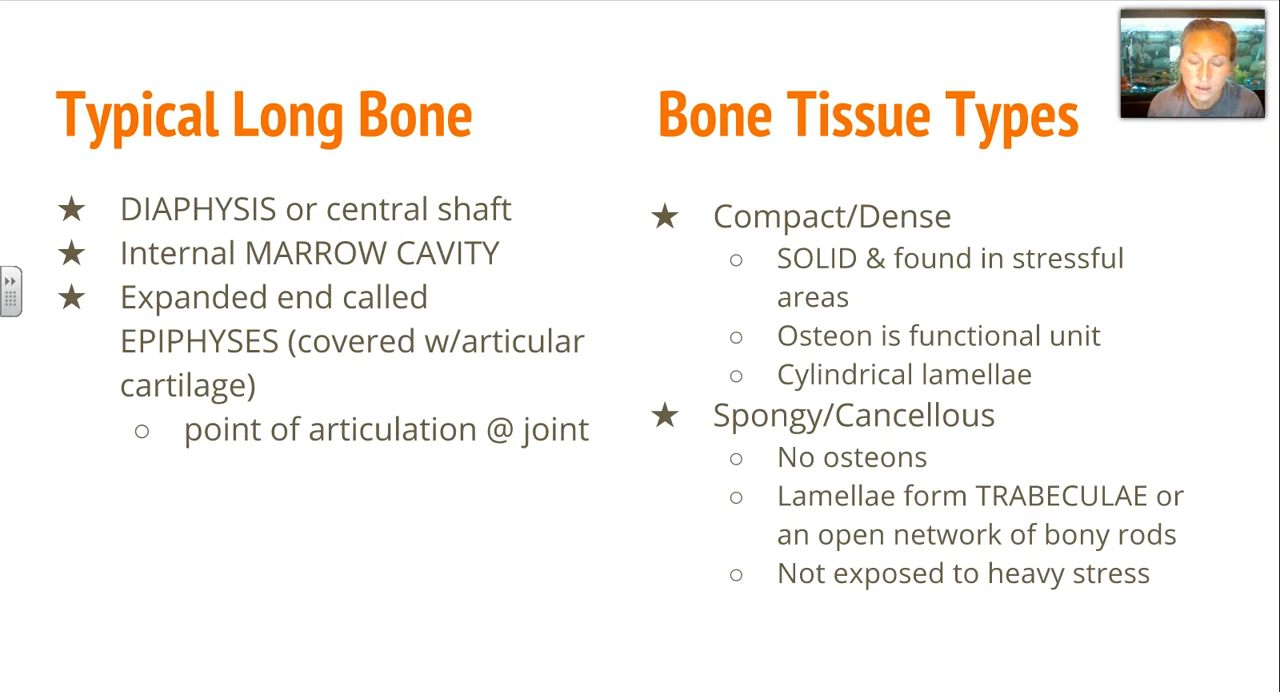 Typical Long Bone
★ DIAPHYSIS or central shaft
★ Internal MARROW CAVITY
★ Expanded end called
EPIPHYSES (covered w/articular
cartilage)
○ point of articulation @ joint
Bone Tissue Types
★ Compact/Dense
○ SOLID & found in stressful
areas
○ Osteon is functional unit
○ Cylindrical lamellae
★ Spongy/Cancellous
○ No osteons
○ Lamellae form TRABECULAE or
an open network of bony rods
○ Not exposed to heavy stress